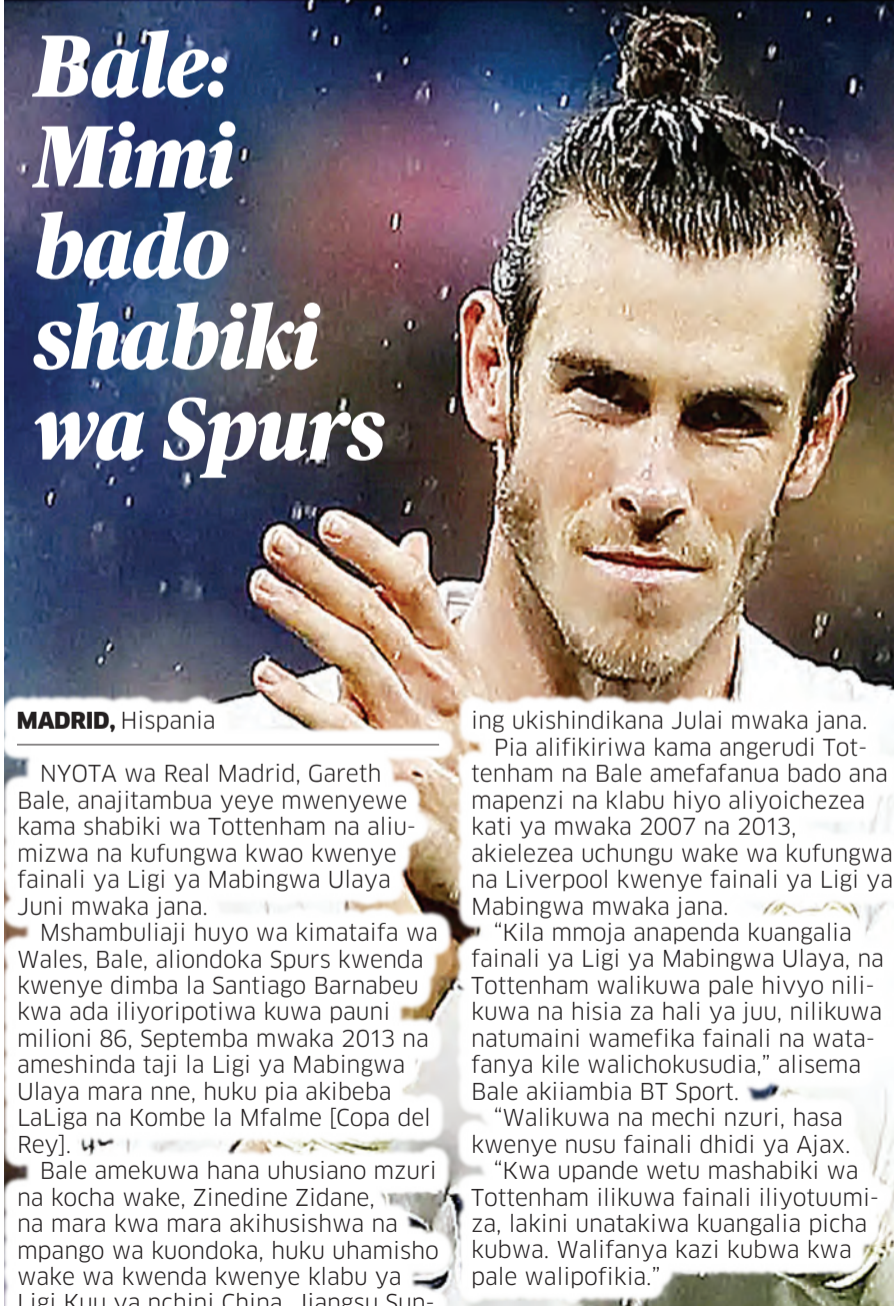 Bale:
Mimi
bado
shabiki
wa Spurs
MADRID, Hispania
NYOTA wa Real Madrid, Gareth
Bale, anajitambua yeye mwenyewe
kama shabiki wa Tottenham na aliu-
mizwa na kufungwa kwao kwenye
fainali ya Ligi ya Mabingwa Ulaya
Juni mwaka jana.
Mshambuliaji huyo wa kimataifa wa
Wales, Bale, aliondoka Spurs kwenda
kwenye dimba la Santiago Barnabeu
kwa ada iliyoripotiwa kuwa pauni
milioni 86, Septemba mwaka 2013 na
ameshinda taji la Ligi ya Mabingwa
Ulaya mara nne, huku pia akibeba
LaLiga na Kombe la Mfalme [Copa del
Rey].
Bale amekuwa hana uhusiano mzuri
na kocha wake, Zinedine Zidane,
na mara kwa mara akihusishwa na
mpango wa kuondoka, huku uhamisho
wake wa kwenda kwenye klabu ya
Ligi Kuu ya nchini China, Jiangsu Sun-
ing ukishindikana Julai mwaka jana.
Pia alifikiriwa kama angerudi Tot-
tenham na Bale amefafanua bado ana
mapenzi na klabu hiyo aliyoichezea
kati ya mwaka 2007 na 2013,
akielezea uchungu wake wa kufungwa
na Liverpool kwenye fainali ya Ligi ya
Mabingwa mwaka jana.
“Kila mmoja anapenda kuangalia
fainali ya Ligi ya Mabingwa Ulaya, na
Tottenham walikuwa pale hivyo nili-
kuwa na hisia za hali ya juu, nilikuwa
natumaini wamefika fainali na wata-
fanya kile walichokusudia,” alisema
Bale akiiambia BT Sport.
“Walikuwa na mechi nzuri, hasa
kwenye nusu fainali dhidi ya Ajax.
“Kwa upande wetu mashabiki wa
Tottenham ilikuwa fainali iliyotuumi-
za, lakini unatakiwa kuangalia picha
kubwa. Walifanya kazi kubwa kwa
pale walipofikia.”